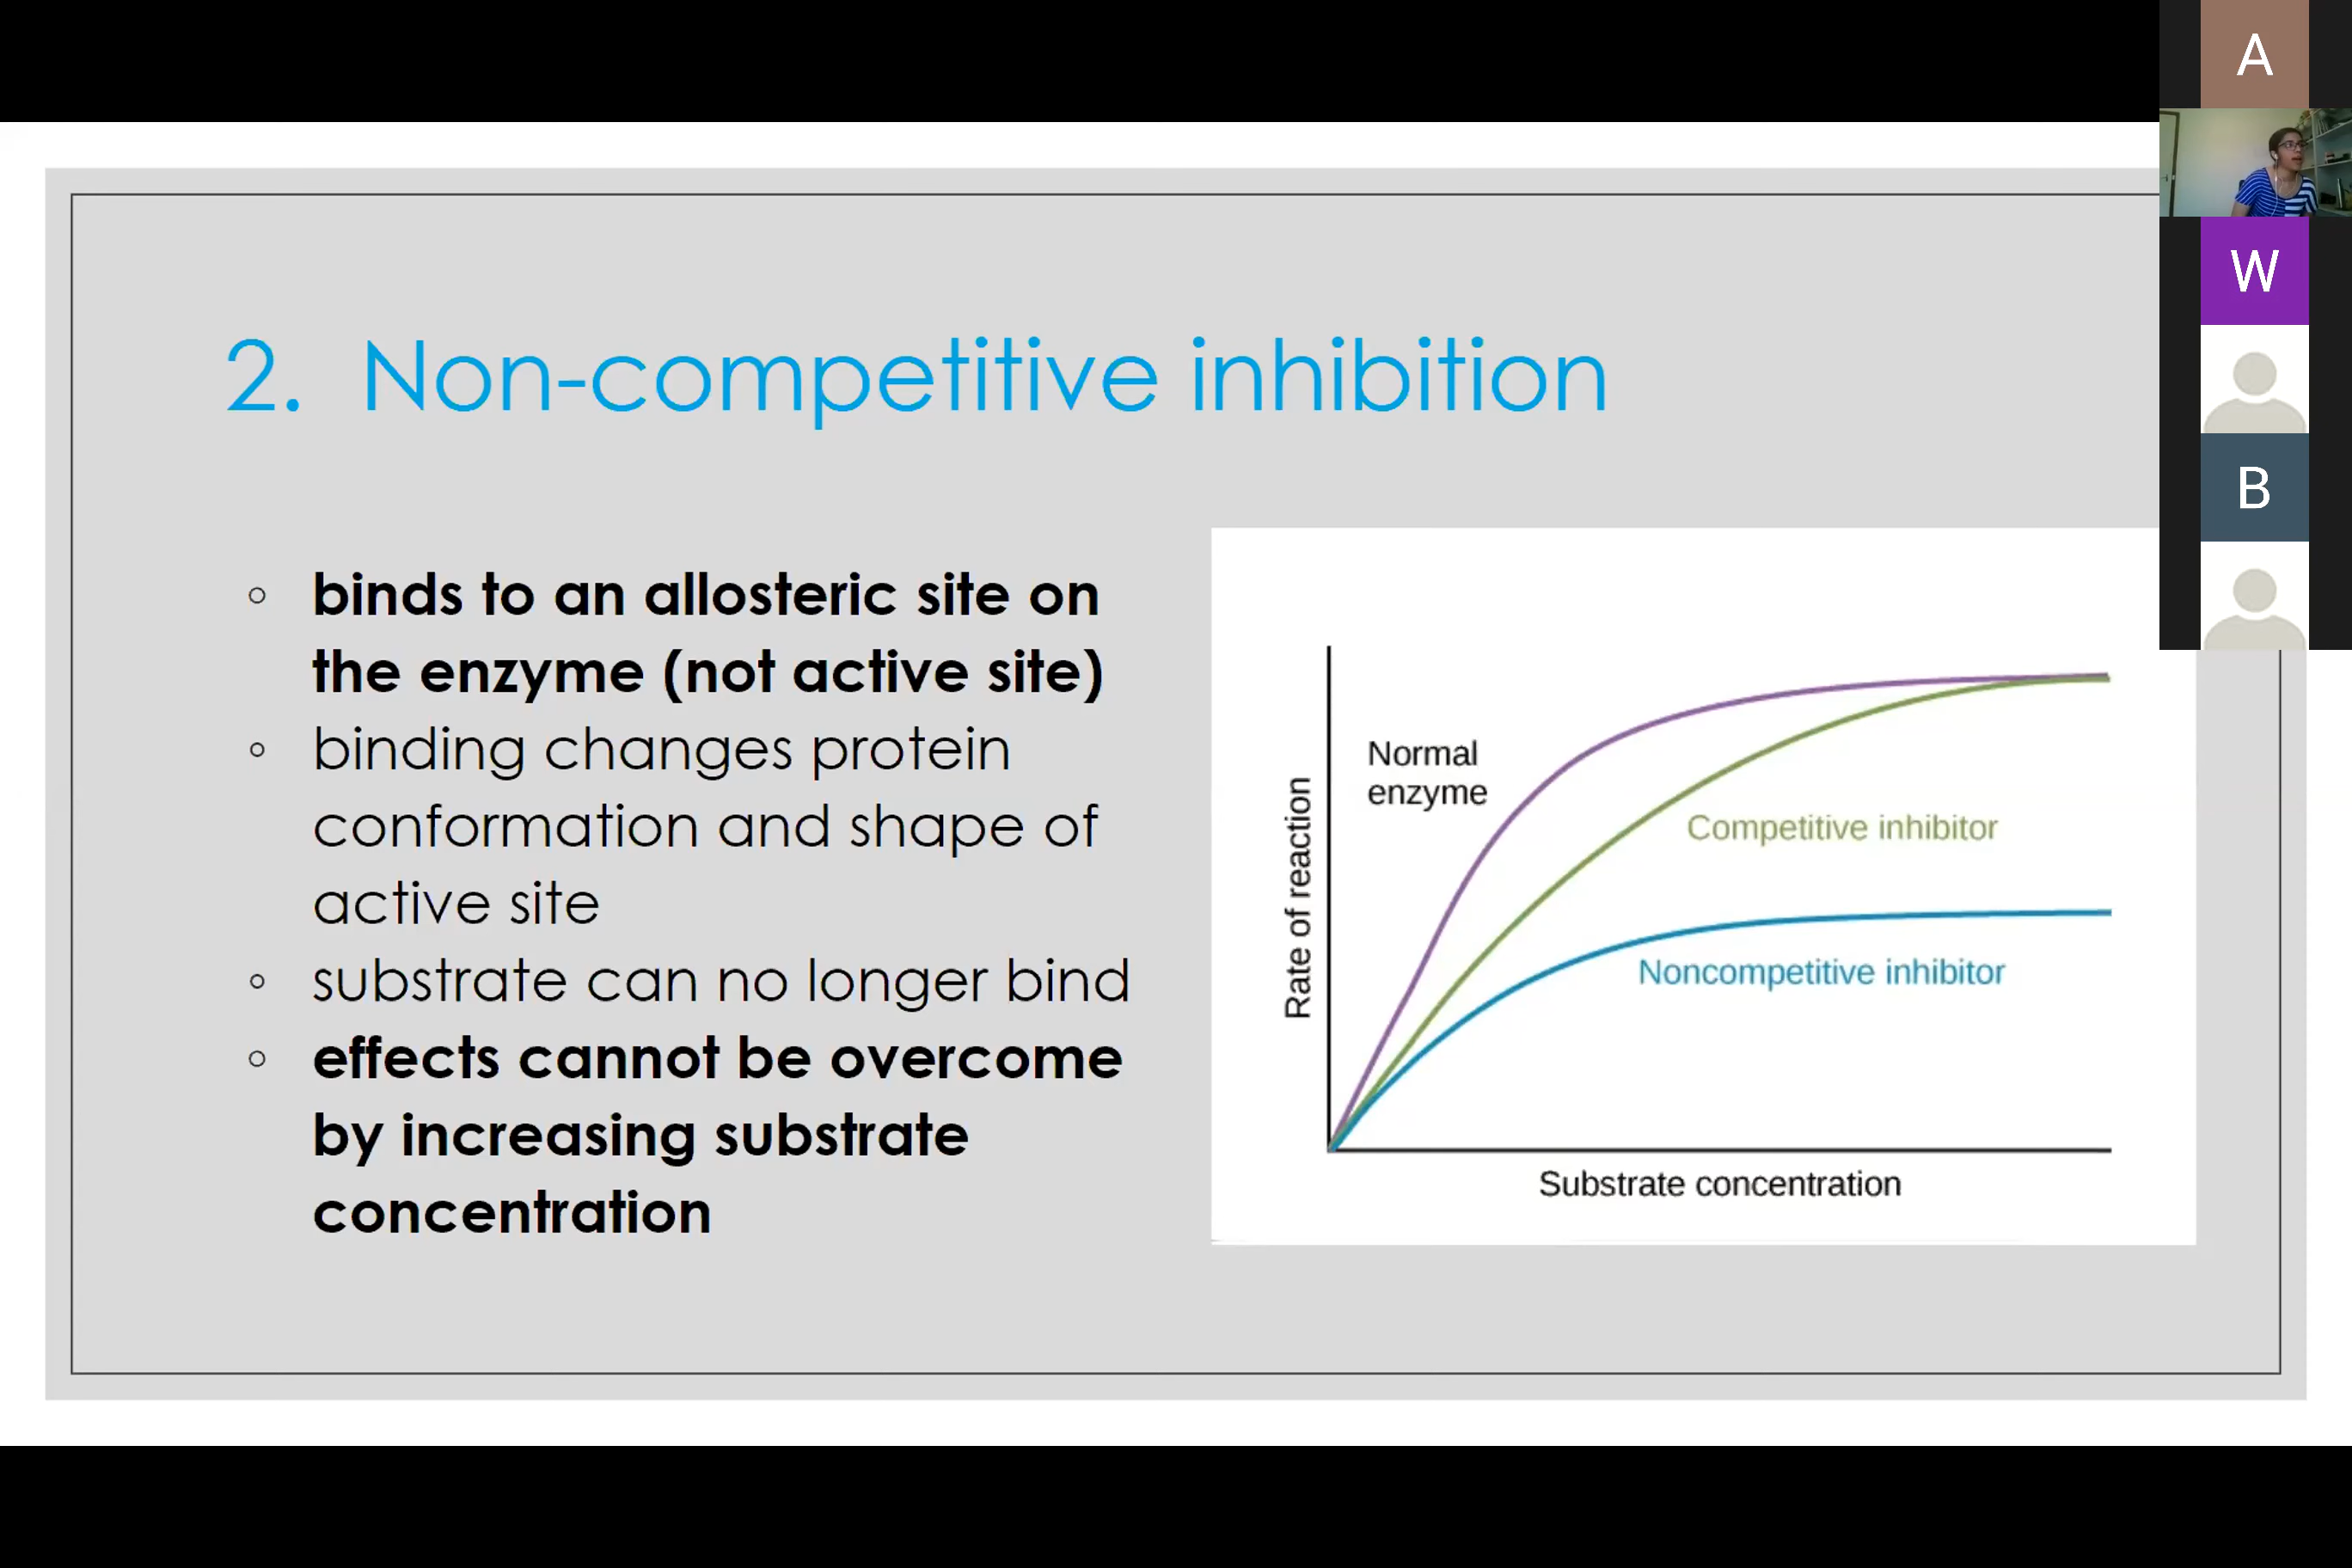 A
W
B
2. Non-competitive inhibition
binds to an allosteric site on
the enzyme (not active site)
binding changes protein
conformation and shape of
active site
substrate can no longer bind
effects cannot be overcome
by increasing substrate
concentration
Normal
enzyme
Competitive inhibitor
Noncompetitive inhibitor
Rate of reaction
Substrate concentration